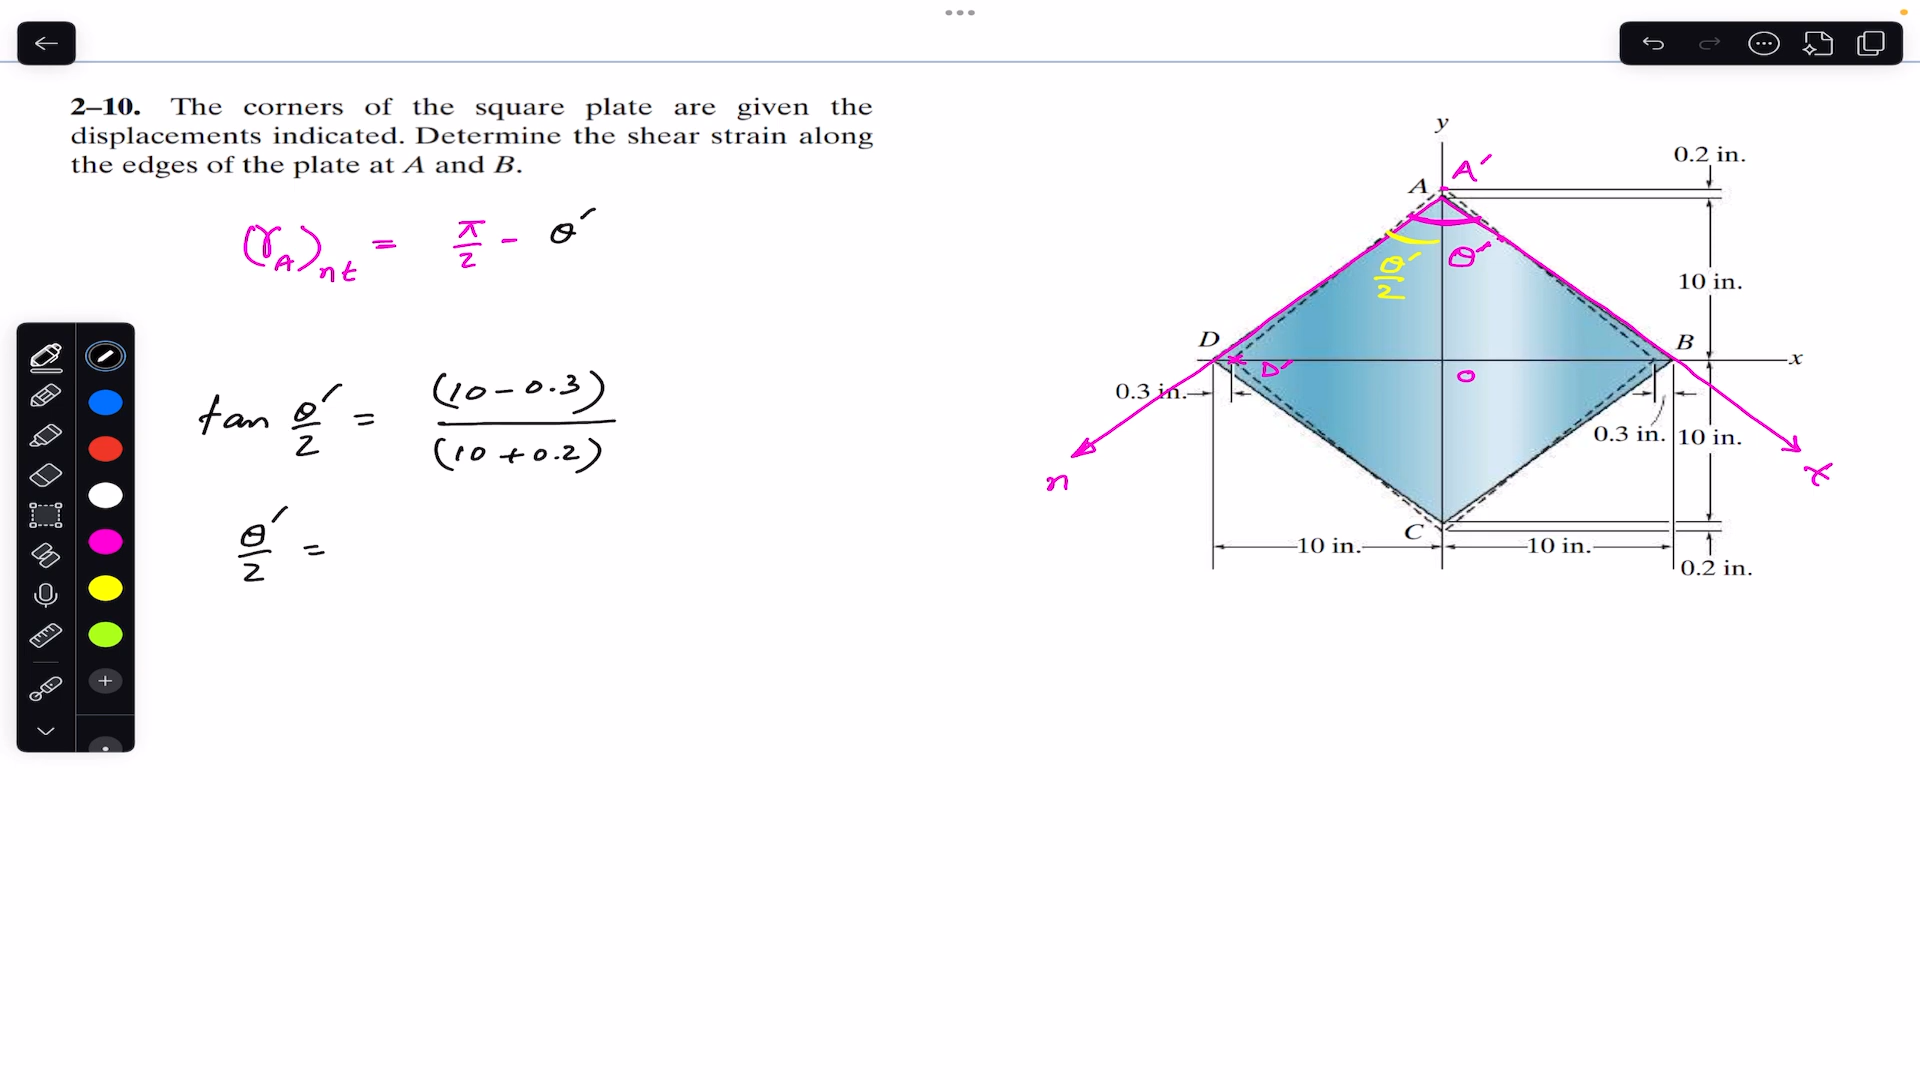 2–10. The corners of the square plate are given the
displacements indicated. Determine the shear strain along
the edges of the plate at A and B.
(γA)nt = π/2 - θ′
tan θ′/2 = (10 - 0.3)/(10 + 0.2)
θ′/2 =
y
A′
0.2 in.
A
θ′
θ′/2
10 in.
D
B
x
D′
O
0.3 in.
0.3 in.
10 in.
n
t
C
10 in.
10 in.
0.2 in.